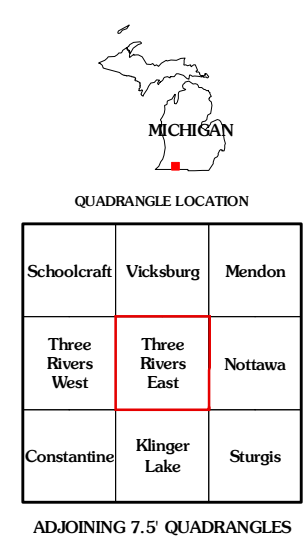 MICHIGAN
QUADRANGLE LOCATION
Schoolcraft Vicksburg Mendon
Three Rivers West
Three Rivers East
Nottawa
Constantine
Klinger Lake
Sturgis
ADJOINING 7.5' QUADRANGLES